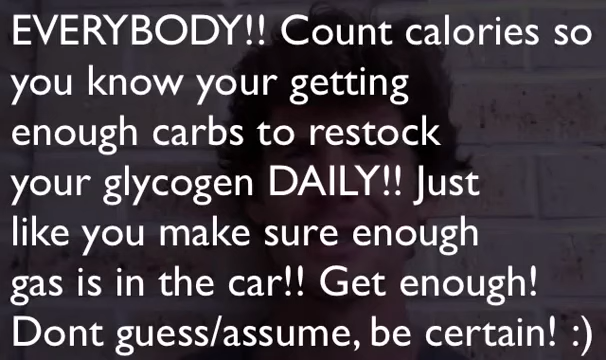 EVERYBODY!! Count calories so
you know your getting
enough carbs to restock
your glycogen DAILY!! Just
like you make sure enough
gas is in the car!! Get enough!
Dont guess/assume, be certain! :)